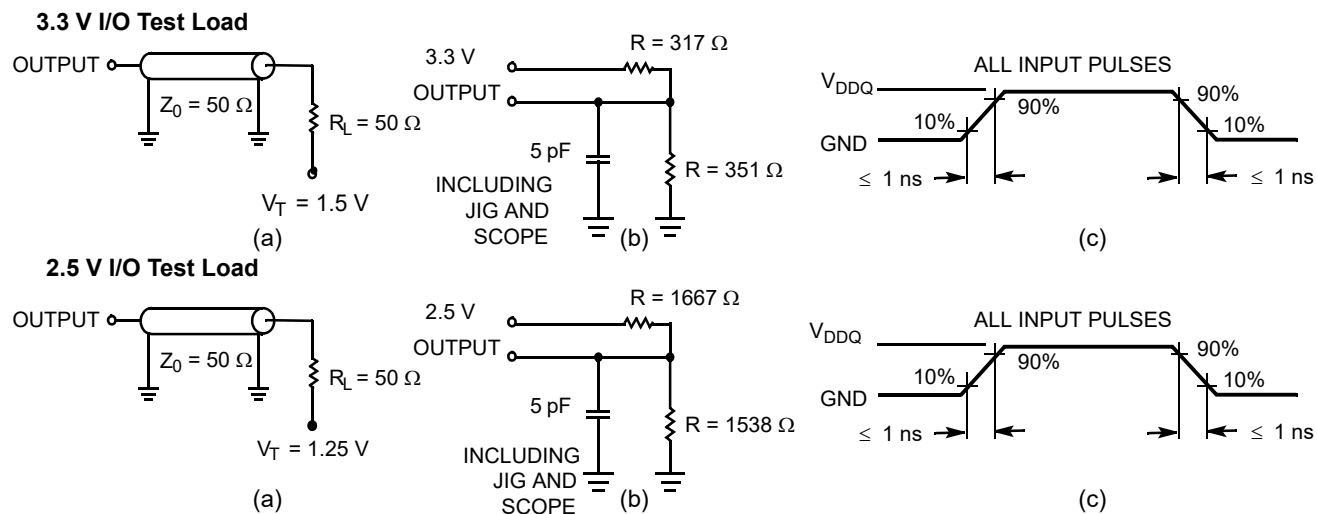 3.3 V I/O Test Load
OUTPUT
Z0 = 50 Ω
RL = 50 Ω
VT = 1.5 V
(a)
3.3 V
OUTPUT
R = 317 Ω
5 pF
INCLUDING
JIG AND
SCOPE
R = 351 Ω
(b)
ALL INPUT PULSES
VDDQ
GND
10%
90%
90%
10%
≤ 1 ns
≤ 1 ns
(c)
2.5 V I/O Test Load
OUTPUT
Z0 = 50 Ω
RL = 50 Ω
VT = 1.25 V
(a)
2.5 V
OUTPUT
R = 1667 Ω
5 pF
INCLUDING
JIG AND
SCOPE
R = 1538 Ω
(b)
ALL INPUT PULSES
VDDQ
GND
10%
90%
90%
10%
≤ 1 ns
≤ 1 ns
(c)